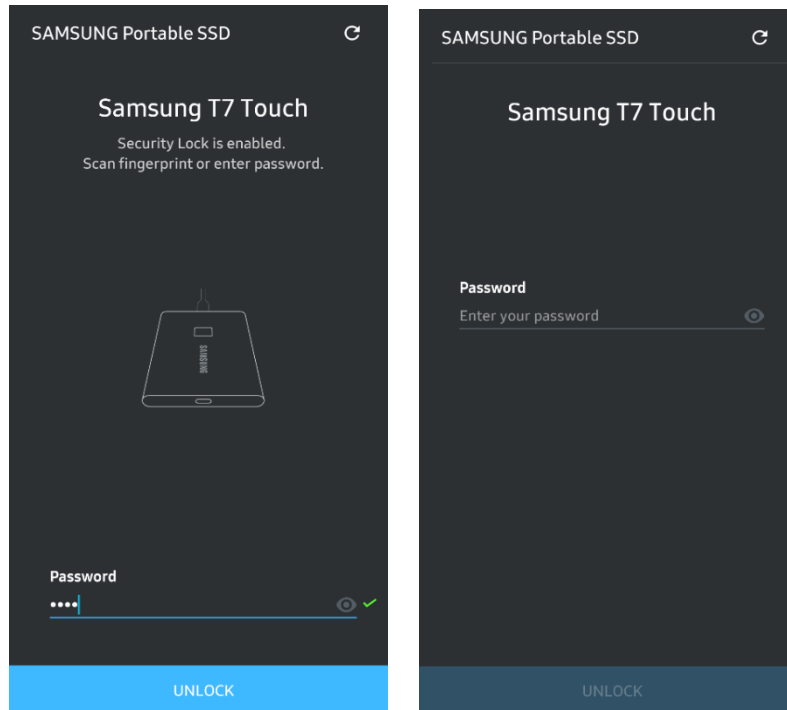 SAMSUNG Portable SSD
Samsung T7 Touch
Security Lock is enabled.
Scan fingerprint or enter password.
SAMSUNG
Password
••••
UNLOCK
SAMSUNG Portable SSD
Samsung T7 Touch
Password
Enter your password
UNLOCK